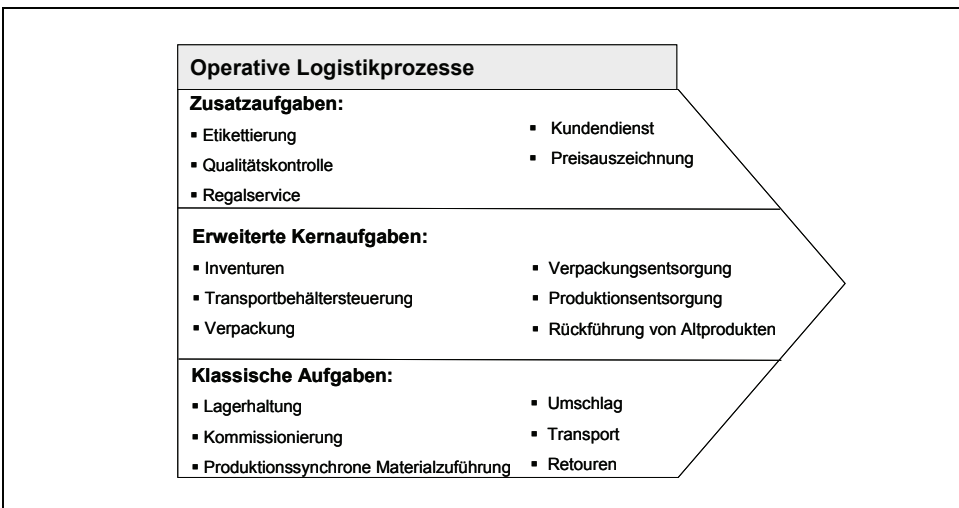 Operative Logistikprozesse
Zusatzaufgaben:
▪ Etikettierung
▪ Qualitätskontrolle
▪ Regalservice
▪ Kundendienst
▪ Preisauszeichnung
Erweiterte Kernaufgaben:
▪ Inventuren
▪ Transportbehältersteuerung
▪ Verpackung
▪ Verpackungsentsorgung
▪ Produktionsentsorgung
▪ Rückführung von Altprodukten
Klassische Aufgaben:
▪ Lagerhaltung
▪ Kommissionierung
▪ Produktionssynchrone Materialzuführung
▪ Umschlag
▪ Transport
▪ Retouren